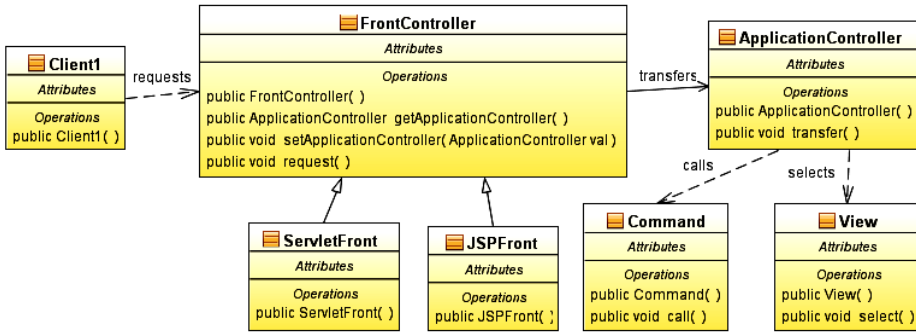 Client1
Attributes
Operations
public Client1( )
requests
FrontController
Attributes
Operations
public FrontController( )
public ApplicationController getApplicationController( )
public void setApplicationController( ApplicationController val )
public void request( )
transfers
ApplicationController
Attributes
Operations
public ApplicationController( )
public void transfer( )
calls
selects
ServletFront
Attributes
Operations
public ServletFront( )
JSPFront
Attributes
Operations
public JSPFront( )
Command
Attributes
Operations
public Command( )
public void call( )
View
Attributes
Operations
public View( )
public void select( )